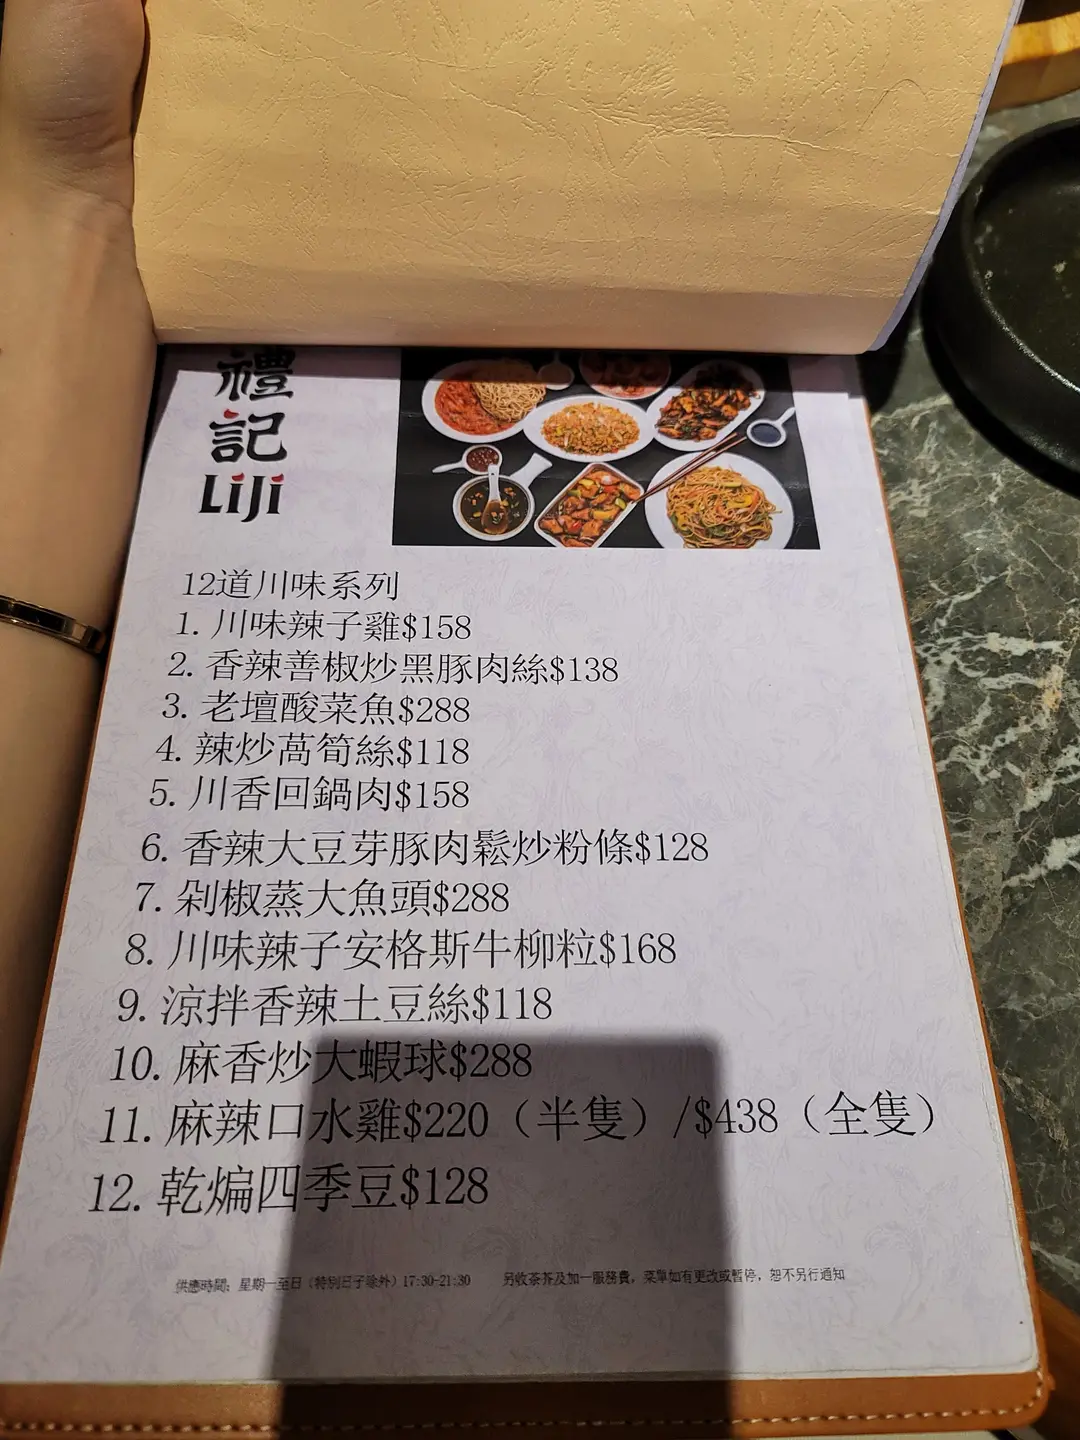 禮
記
LiJi
12道川味系列
1. 川味辣子雞$158
2. 香辣善椒炒黑豚肉絲$138
3. 老壇酸菜魚$288
4. 辣炒萵筍絲$118
5. 川香回鍋肉$158
6. 香辣大豆芽豚肉鬆炒粉條$128
7. 剁椒蒸大魚頭$288
8. 川味辣子安格斯牛柳粒$168
9. 涼拌香辣土豆絲$118
10. 麻香炒大蝦球$288
11. 麻辣口水雞$220（半隻）/$438（全隻）
12. 乾煸四季豆$128
供應時間：星期一至日（特別日子除外）17:30-21:30 另收茶芥及加一服務費，菜單如有更改或暫停，恕不另行通知